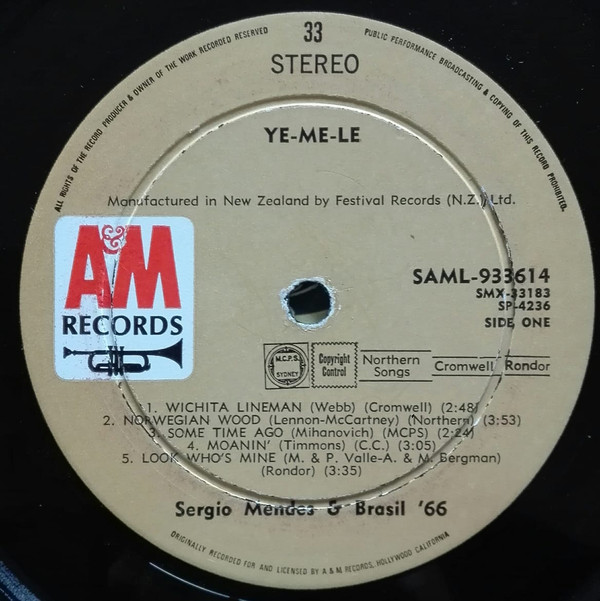 ALL RIGHTS OF THE RECORD PRODUCER & OWNER OF THE WORK RECORDED RESERVED
33
PUBLIC PERFORMANCE BROADCASTING & COPYING OF THIS RECORD PROHIBITED.
STEREO
YE-ME-LE
Manufactured in New Zealand by Festival Records (N.Z.) Ltd.
A&M
RECORDS
SAML-933614
SMX-33183
SP-4236
SIDE ONE
M.C.P.S.
SYDNEY
Copyright
Control
Northern
Songs
Cromwell
Rondor
1. WICHITA LINEMAN (Webb) (Cromwell) (2:48)
2. NORWEGIAN WOOD (Lennon-McCartney) (Northern) (3:53)
3. SOME TIME AGO (Mihanovich) (MCPS) (2:24)
4. MOANIN' (Timmons) (C.C.) (3:05)
5. LOOK WHO'S MINE (M. & P. Valle-A. & M. Bergman)
(Rondor) (3:35)
Sergio Mendes & Brasil '66
ORIGINALLY RECORDED FOR AND LICENSED BY A & M RECORDS, HOLLYWOOD CALIFORNIA